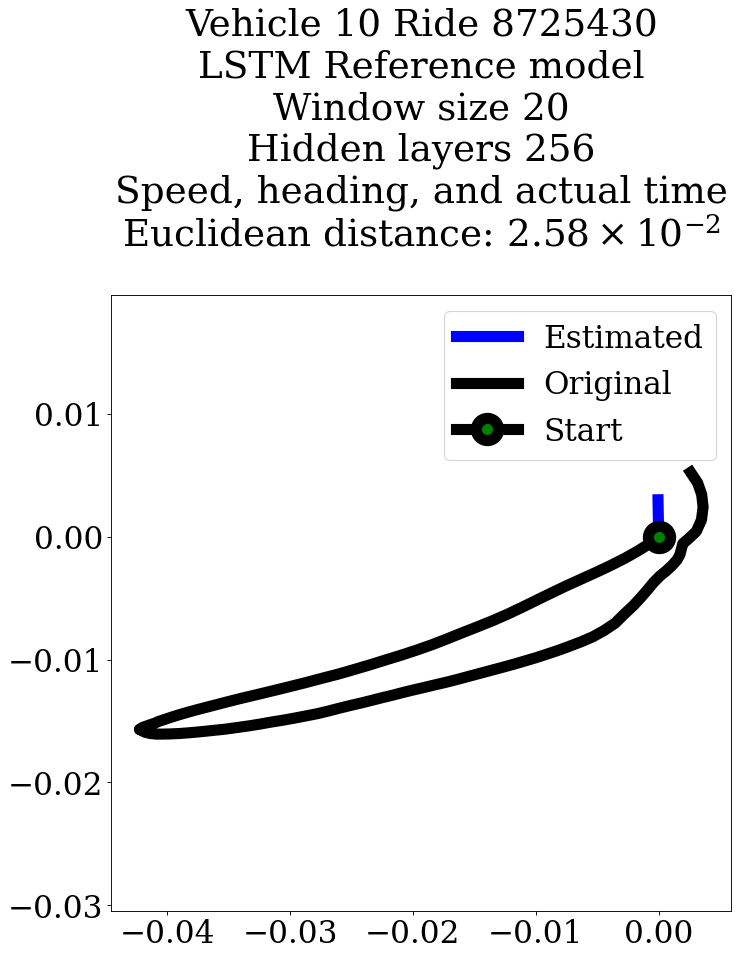 Vehicle 10 Ride 8725430
LSTM Reference model
Window size 20
Hidden layers 256
Speed, heading, and actual time
Euclidean distance: 2.58 × 10⁻²
Estimated
Original
Start
0.01
0.00
−0.01
−0.02
−0.03
−0.04 −0.03 −0.02 −0.01 0.00